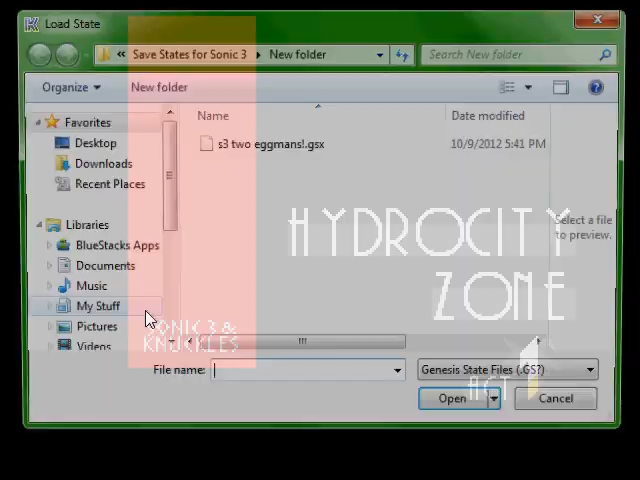 Load State
« Save States for Sonic 3 ▸ New folder
Search New folder
Organize
New folder
Name
Date modified
Favorites
Desktop
Downloads
Recent Places
Libraries
BlueStacks Apps
Documents
Music
My Stuff
Pictures
Videos
s3 two eggmans!.gsx
10/9/2012 5:41 PM
Select a file
to preview.
HYDROCITY
ZONE
SONIC 3 &
KNUCKLES
ACT 1
File name:
Genesis State Files (.GS?)
Open
Cancel